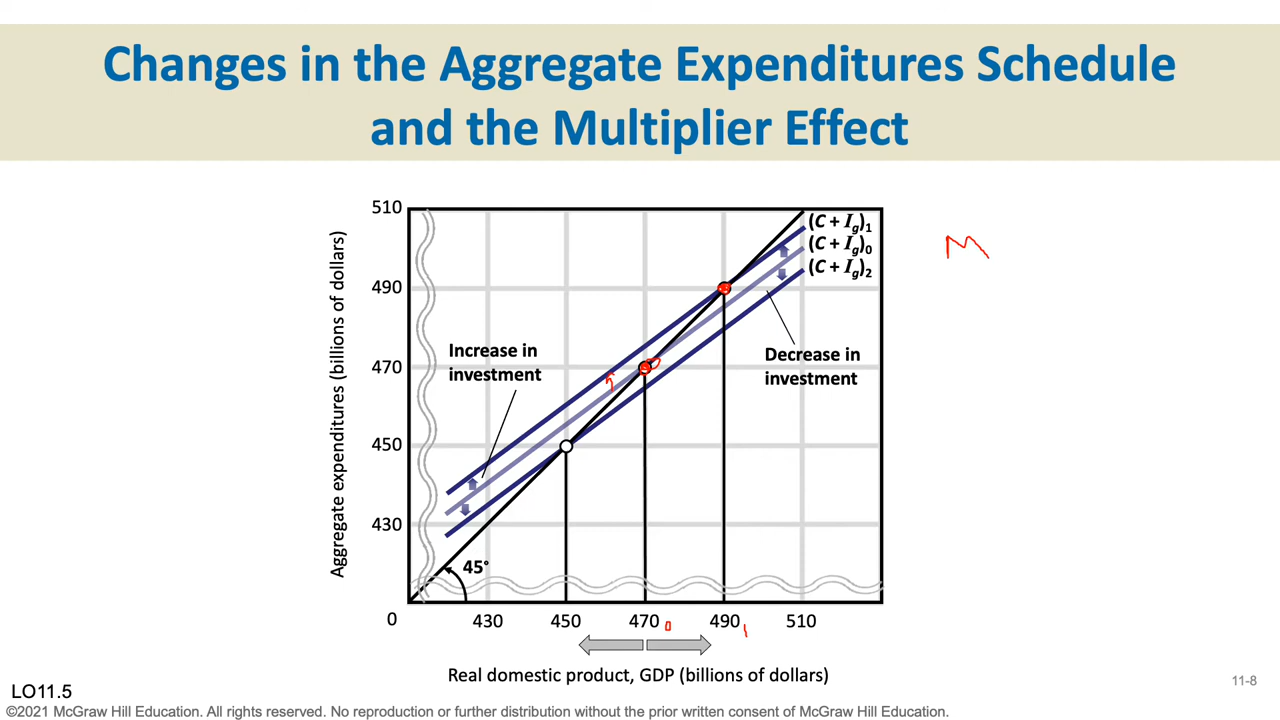 Changes in the Aggregate Expenditures Schedule
and the Multiplier Effect
510
490
470
450
430
Aggregate expenditures (billions of dollars)
(C + Ig)1
(C + Ig)0
(C + Ig)2
M
Increase in
investment
Decrease in
investment
45°
0 430 450 470 0 490 1 510
Real domestic product, GDP (billions of dollars)
LO11.5
11-8
©2021 McGraw Hill Education. All rights reserved. No reproduction or further distribution without the prior written consent of McGraw Hill Education.